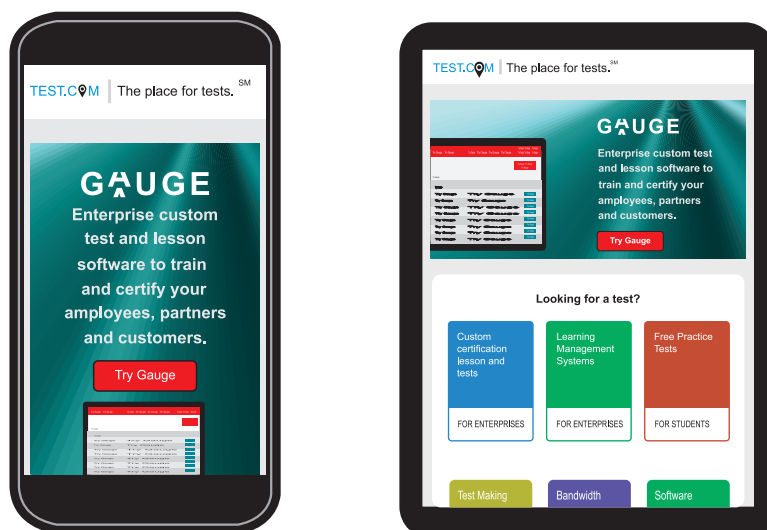 TEST.COM | The place for tests. SM
GAUGE
Enterprise custom
test and lesson
software to train
and certify your
amployees, partners
and customers.
Try Gauge
TEST.COM | The place for tests. SM
GAUGE
Enterprise custom test
and lesson software to
train and certify your
amployees, partners
and customers.
Try Gauge
Looking for a test?
Custom
certification
lesson and
tests
FOR ENTERPRISES
Learning
Management
Systems
FOR ENTERPRISES
Free Practice
Tests
FOR STUDENTS
Test Making
Bandwidth
Software